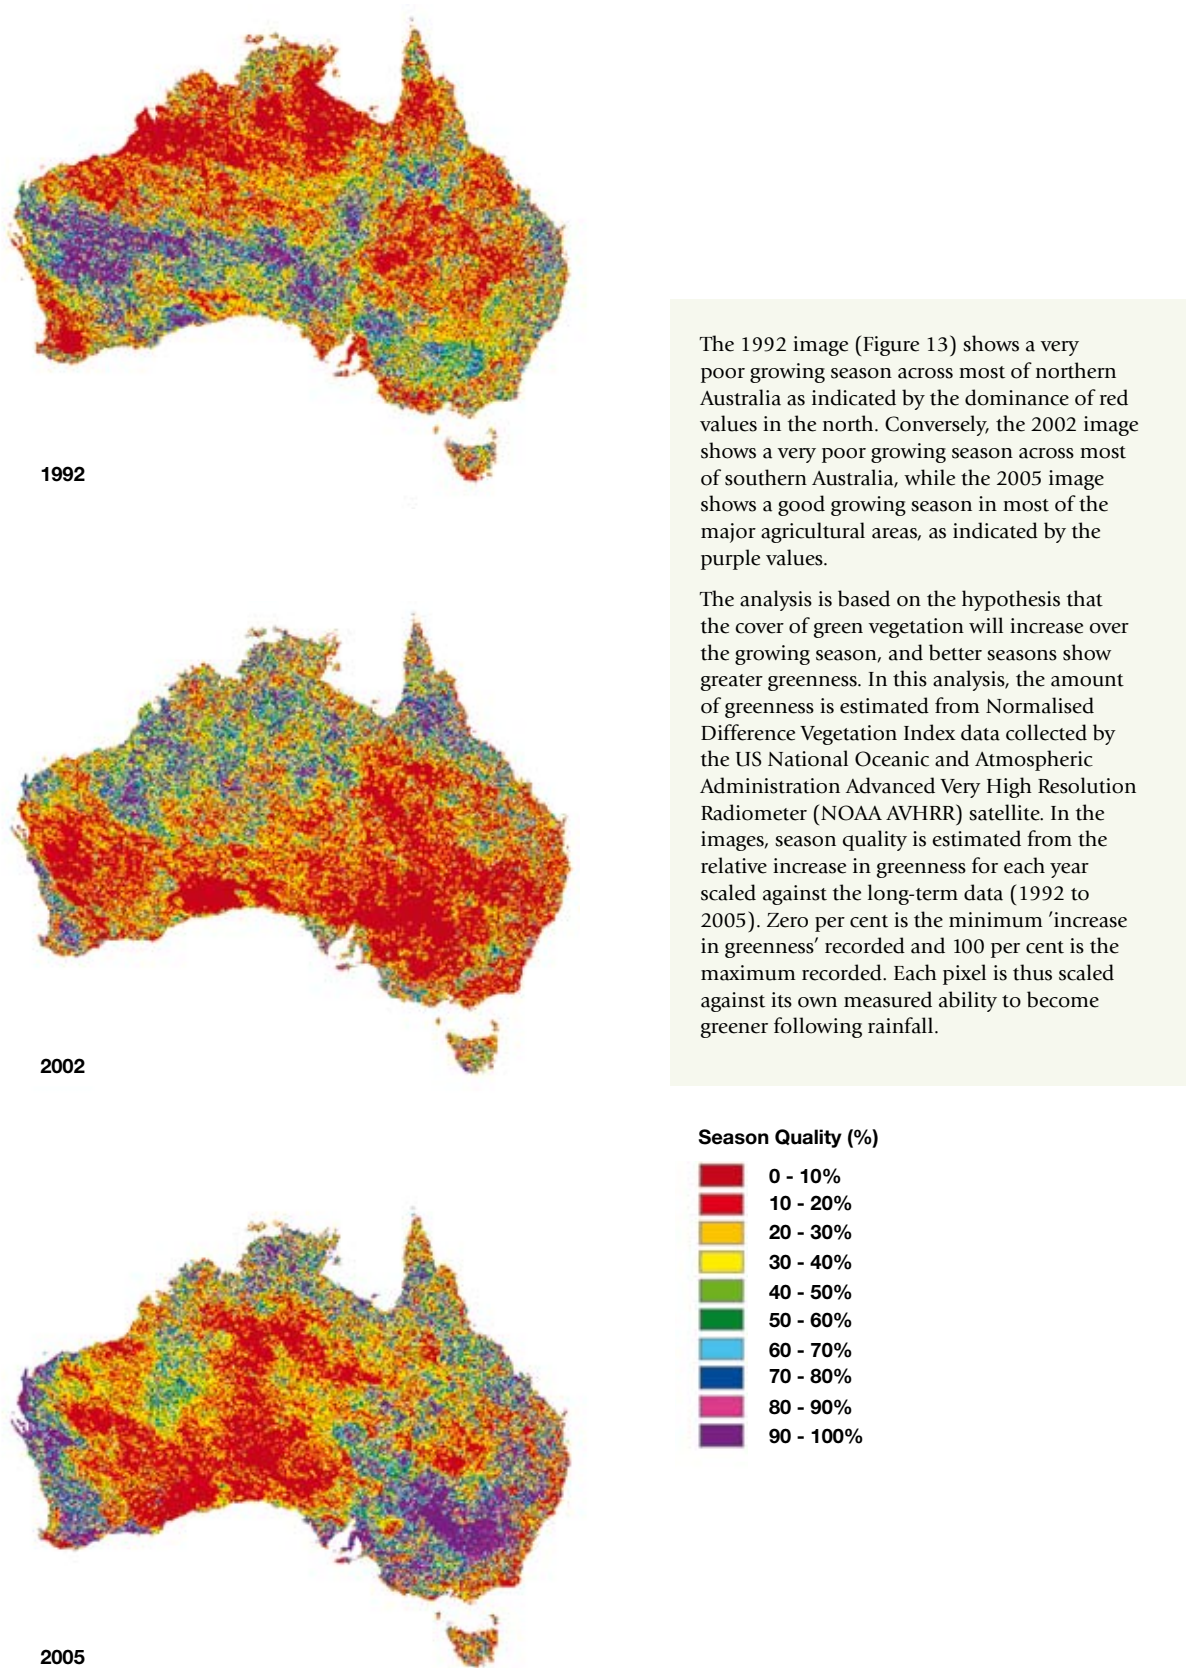 1992
The 1992 image (Figure 13) shows a very
poor growing season across most of northern
Australia as indicated by the dominance of red
values in the north. Conversely, the 2002 image
shows a very poor growing season across most
of southern Australia, while the 2005 image
shows a good growing season in most of the
major agricultural areas, as indicated by the
purple values.
The analysis is based on the hypothesis that
the cover of green vegetation will increase over
the growing season, and better seasons show
greater greenness. In this analysis, the amount
of greenness is estimated from Normalised
Difference Vegetation Index data collected by
the US National Oceanic and Atmospheric
Administration Advanced Very High Resolution
Radiometer (NOAA AVHRR) satellite. In the
images, season quality is estimated from the
relative increase in greenness for each year
scaled against the long-term data (1992 to
2005). Zero per cent is the minimum 'increase
in greenness' recorded and 100 per cent is the
maximum recorded. Each pixel is thus scaled
against its own measured ability to become
greener following rainfall.
2002
Season Quality (%)
0 - 10%
10 - 20%
20 - 30%
30 - 40%
40 - 50%
50 - 60%
60 - 70%
70 - 80%
80 - 90%
90 - 100%
2005